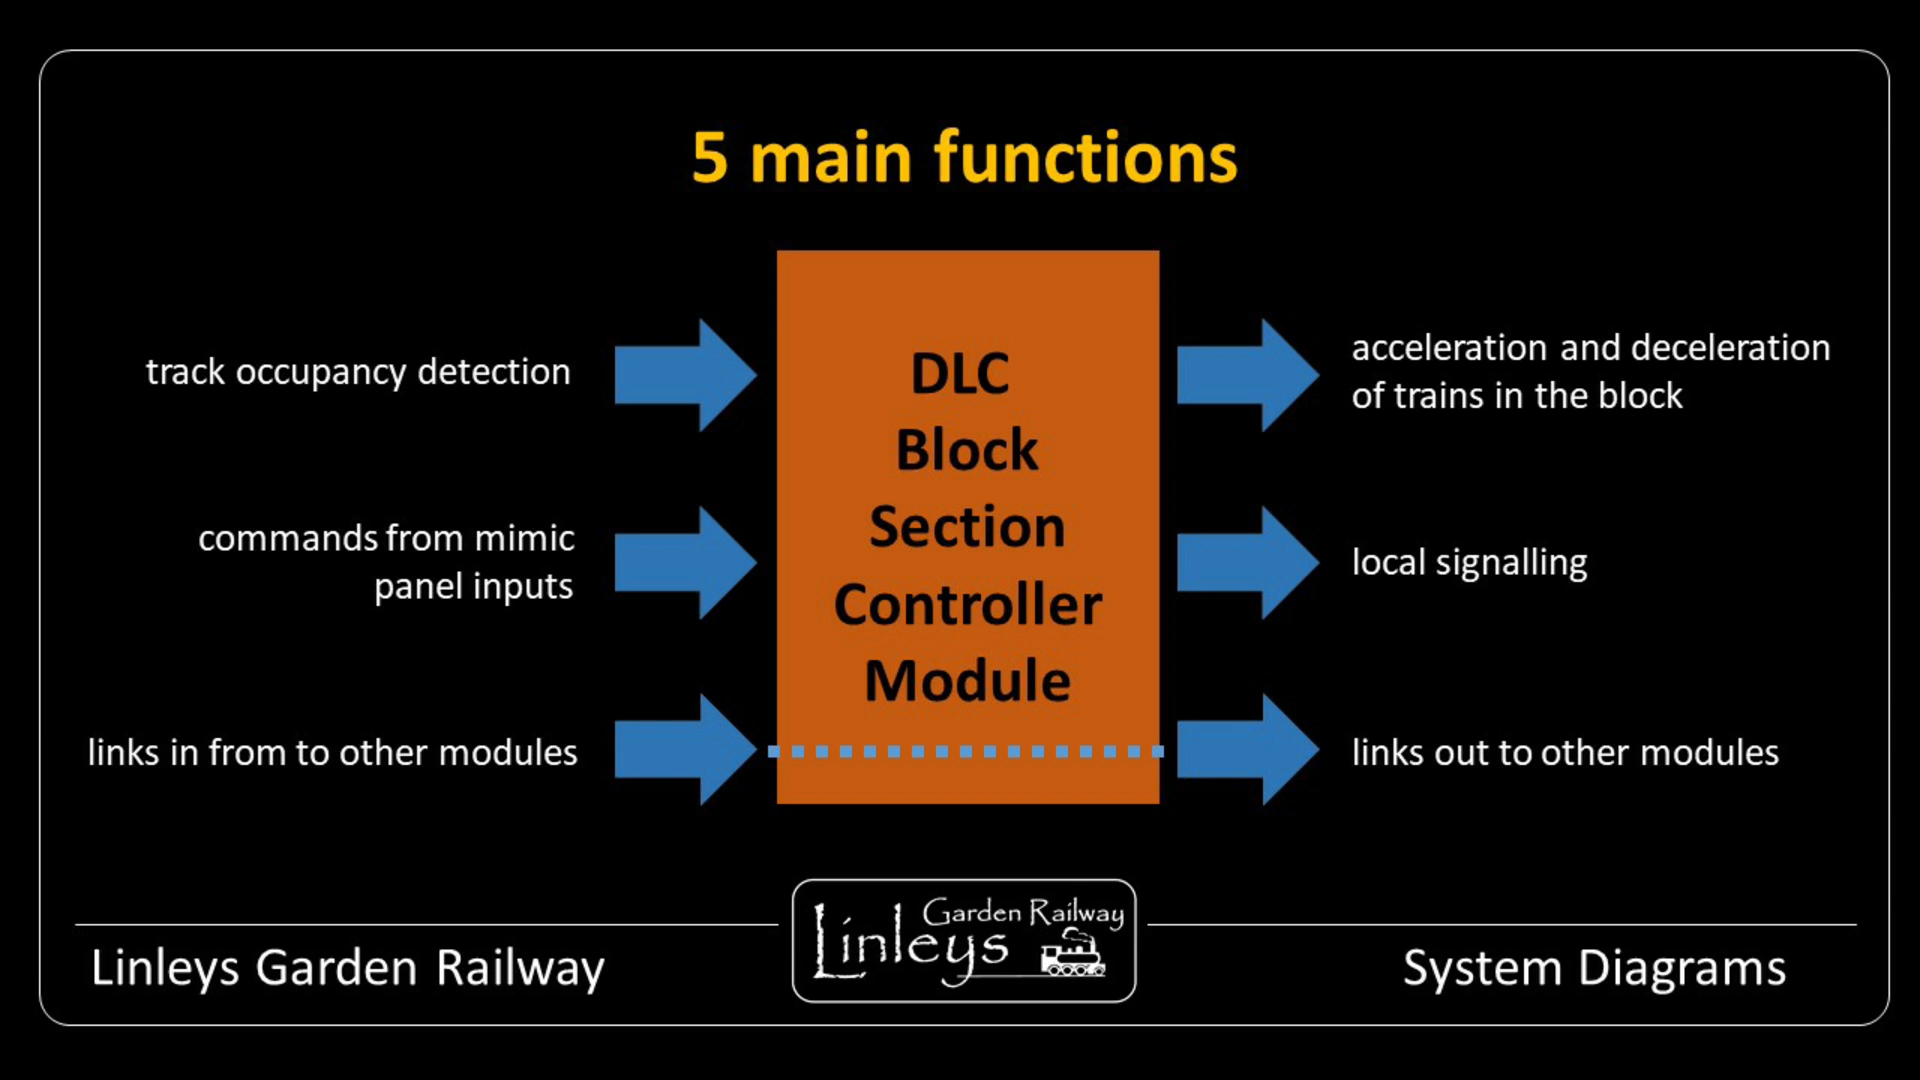 5 main functions
track occupancy detection
commands from mimic
panel inputs
links in from to other modules
DLC
Block
Section
Controller
Module
acceleration and deceleration
of trains in the block
local signalling
links out to other modules
Linleys Garden Railway
Garden Railway
Linleys
System Diagrams